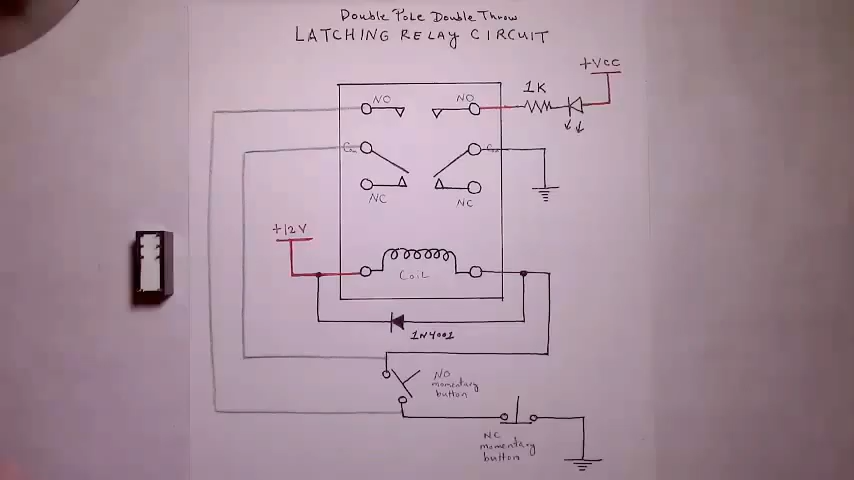 Double Pole Double Throw
LATCHING RELAY CIRCUIT
+VCC
1K
NO
NO
NC
NC
+12V
Coil
1N4001
NO
momentary
button
NC
momentary
button